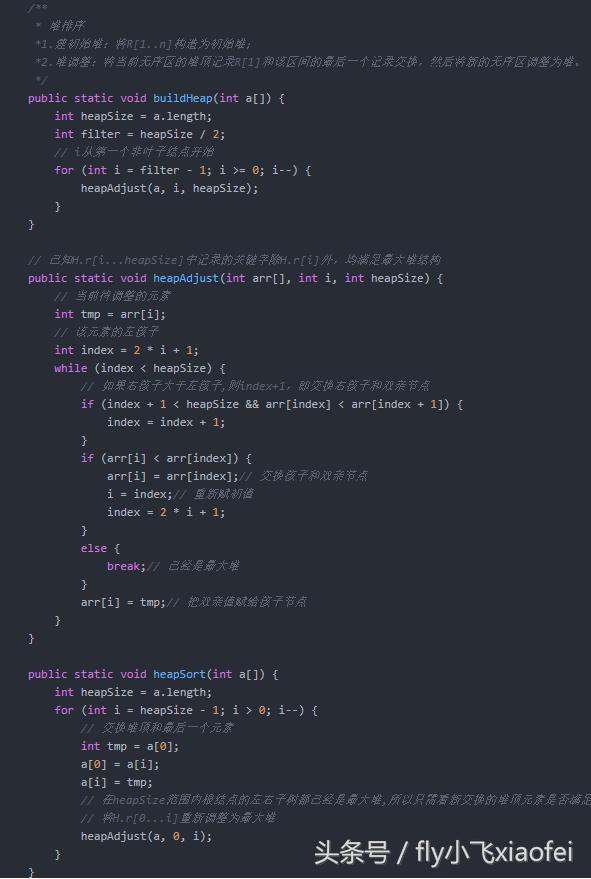 /**
 * 堆排序
 *1.建初始堆：将R[1..n]构造为初始堆;
 *2.堆调整：将当前无序区的堆顶记录R[1]和该区间的最后一个记录交换，然后将新的无序区调整为堆。
 */
public static void buildHeap(int a[]) {
    int heapSize = a.length;
    int filter = heapSize / 2;
    // i从第一个非叶子结点开始
    for (int i = filter - 1; i >= 0; i--) {
        heapAdjust(a, i, heapSize);
    }
}
// 已知H.r[i...heapSize]中记录的关键字除H.r[i]外，均满足最大堆结构
public static void heapAdjust(int arr[], int i, int heapSize) {
    // 当前待调整的元素
    int tmp = arr[i];
    // 该元素的左孩子
    int index = 2 * i + 1;
    while (index < heapSize) {
        // 如果右孩子大于左孩子,则index+1，即交换右孩子和双亲节点
        if (index + 1 < heapSize && arr[index] < arr[index + 1]) {
            index = index + 1;
        }
        if (arr[i] < arr[index]) {
            arr[i] = arr[index];// 交换孩子和双亲节点
            i = index;// 重新赋初值
            index = 2 * i + 1;
        }
        else {
            break;// 已经是最大堆
        }
        arr[i] = tmp;// 把双亲值赋给孩子节点
    }
}
public static void heapSort(int a[]) {
    int heapSize = a.length;
    for (int i = heapSize - 1; i > 0; i--) {
        // 交换堆顶和最后一个元素
        int tmp = a[0];
        a[0] = a[i];
        a[i] = tmp;
        // 在heapSize范围内根结点的左右子树都已经是最大堆,所以只需看新交换的堆顶元素是否满足
        // 将H.r[0...i]重新调整为最大堆
        heapAdjust(a, 0, i);
    }
}
头条号 / fly小飞xiaofei